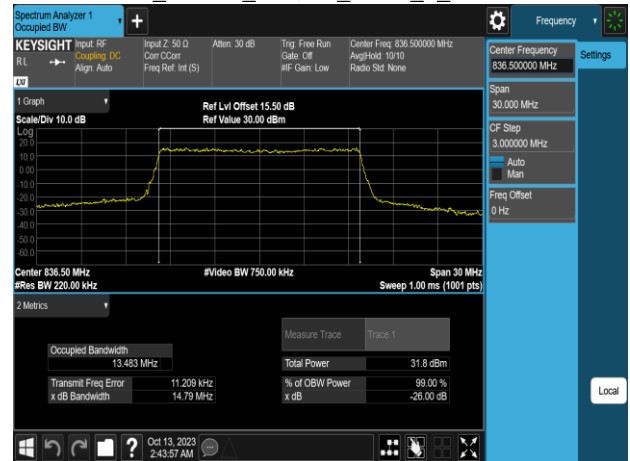 Spectrum Analyzer 1
Occupied BW
Frequency
KEYSIGHT
RL
LXI
Input: RF
Coupling: DC
Align: Auto
Input Z: 50 Ω
Corr CCorr
Freq Ref: Int (S)
Atten: 30 dB
Trig: Free Run
Gate: Off
#IF Gain: Low
Center Freq: 836.500000 MHz
Avg|Hold: 10/10
Radio Std: None
Center Frequency
836.500000 MHz
Settings
Span
30.000 MHz
CF Step
3.000000 MHz
Auto
Man
Freq Offset
0 Hz
1 Graph
Scale/Div 10.0 dB
Ref Lvl Offset 15.50 dB
Ref Value 30.00 dBm
Log
20.0
10.0
0.00
-10.0
-20.0
-30.0
-40.0
-50.0
-60.0
Center 836.50 MHz
#Res BW 220.00 kHz
#Video BW 750.00 kHz
Span 30 MHz
Sweep 1.00 ms (1001 pts)
2 Metrics
Measure Trace
Trace 1
Occupied Bandwidth
13.483 MHz
Total Power
31.8 dBm
Transmit Freq Error
11.209 kHz
% of OBW Power
99.00 %
x dB Bandwidth
14.79 MHz
x dB
-26.00 dB
Local
?
Oct 13, 2023
2:43:57 AM